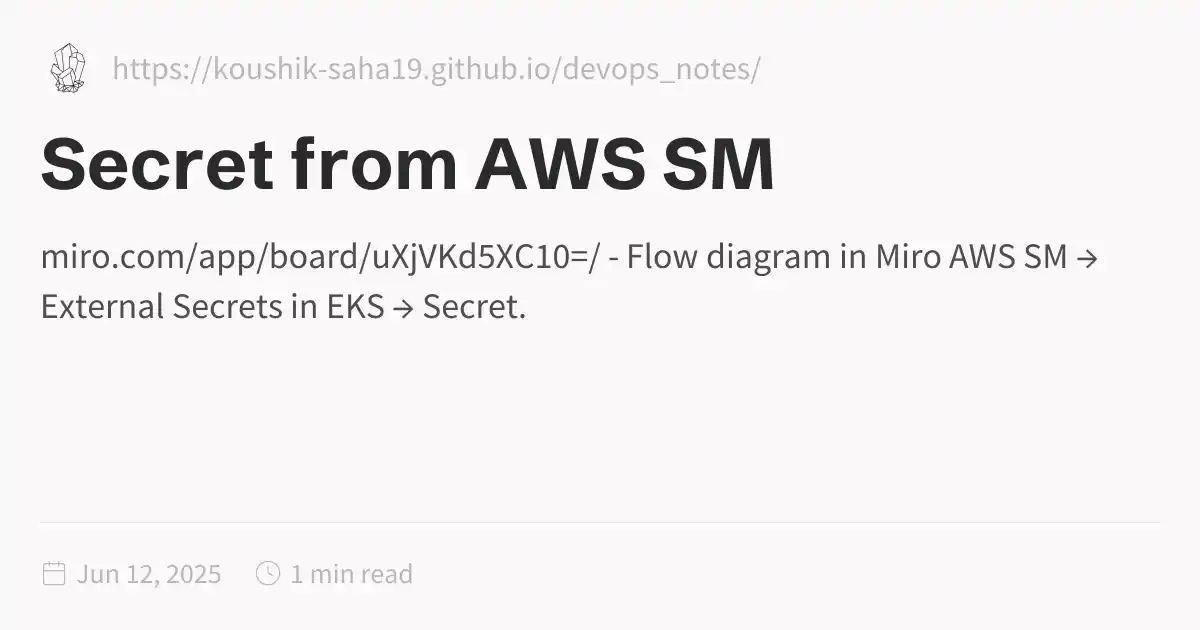 https://koushik-saha19.github.io/devops_notes/
Secret from AWS SM
miro.com/app/board/uXjVKd5XC10=/ - Flow diagram in Miro AWS SM →
External Secrets in EKS → Secret.
Jun 12, 2025 1 min read